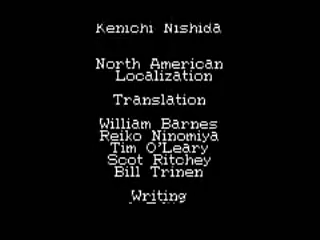 Kenichi Nishida
North American
Localization
Translation
William Barnes
Reiko Ninomiya
Tim O'Leary
Scot Ritchey
Bill Trinen
Writing